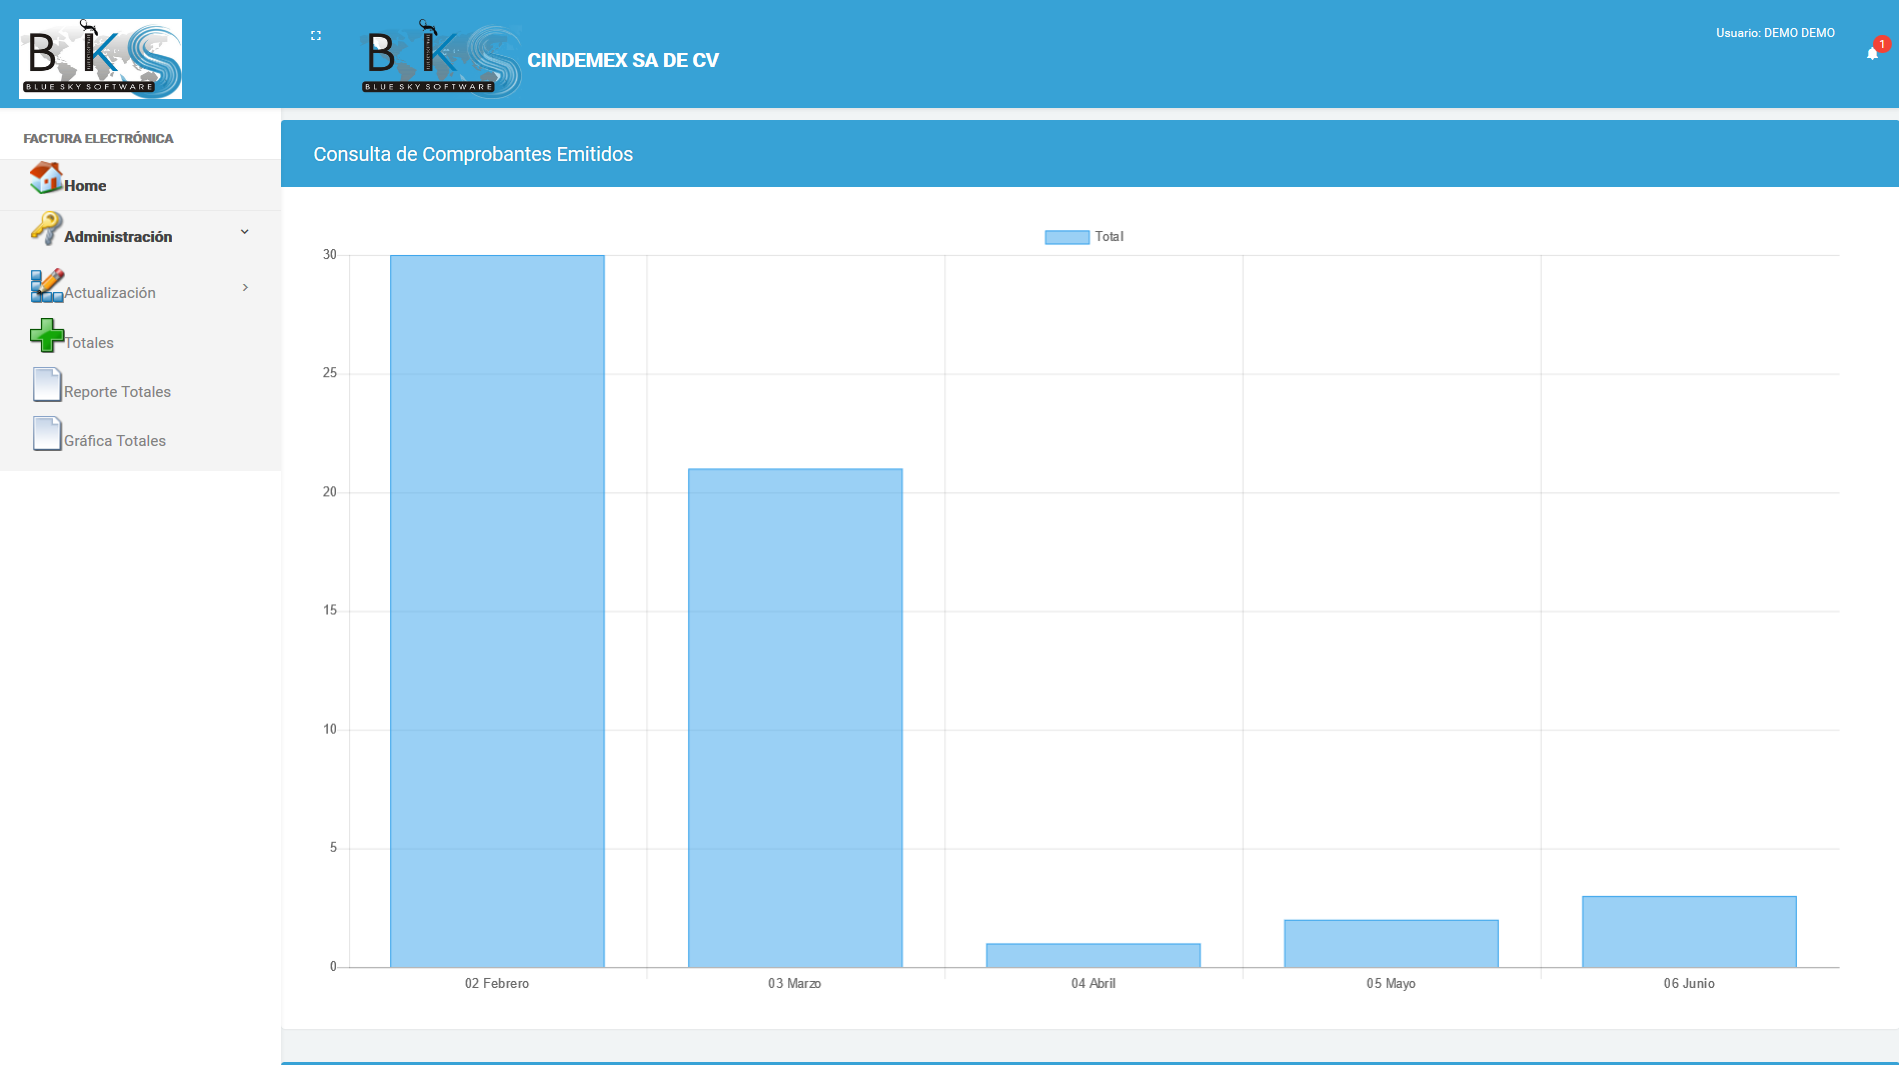 BIKS
BLUE SKY SOFTWARE
BIKS
BLUE SKY SOFTWARE
CINDEMEX SA DE CV
Usuario: DEMO DEMO
1
FACTURA ELECTRÓNICA
Home
Administración
Actualización
Totales
Reporte Totales
Gráfica Totales
Consulta de Comprobantes Emitidos
Total
30
25
20
15
10
5
0
02 Febrero
03 Marzo
04 Abril
05 Mayo
06 Junio